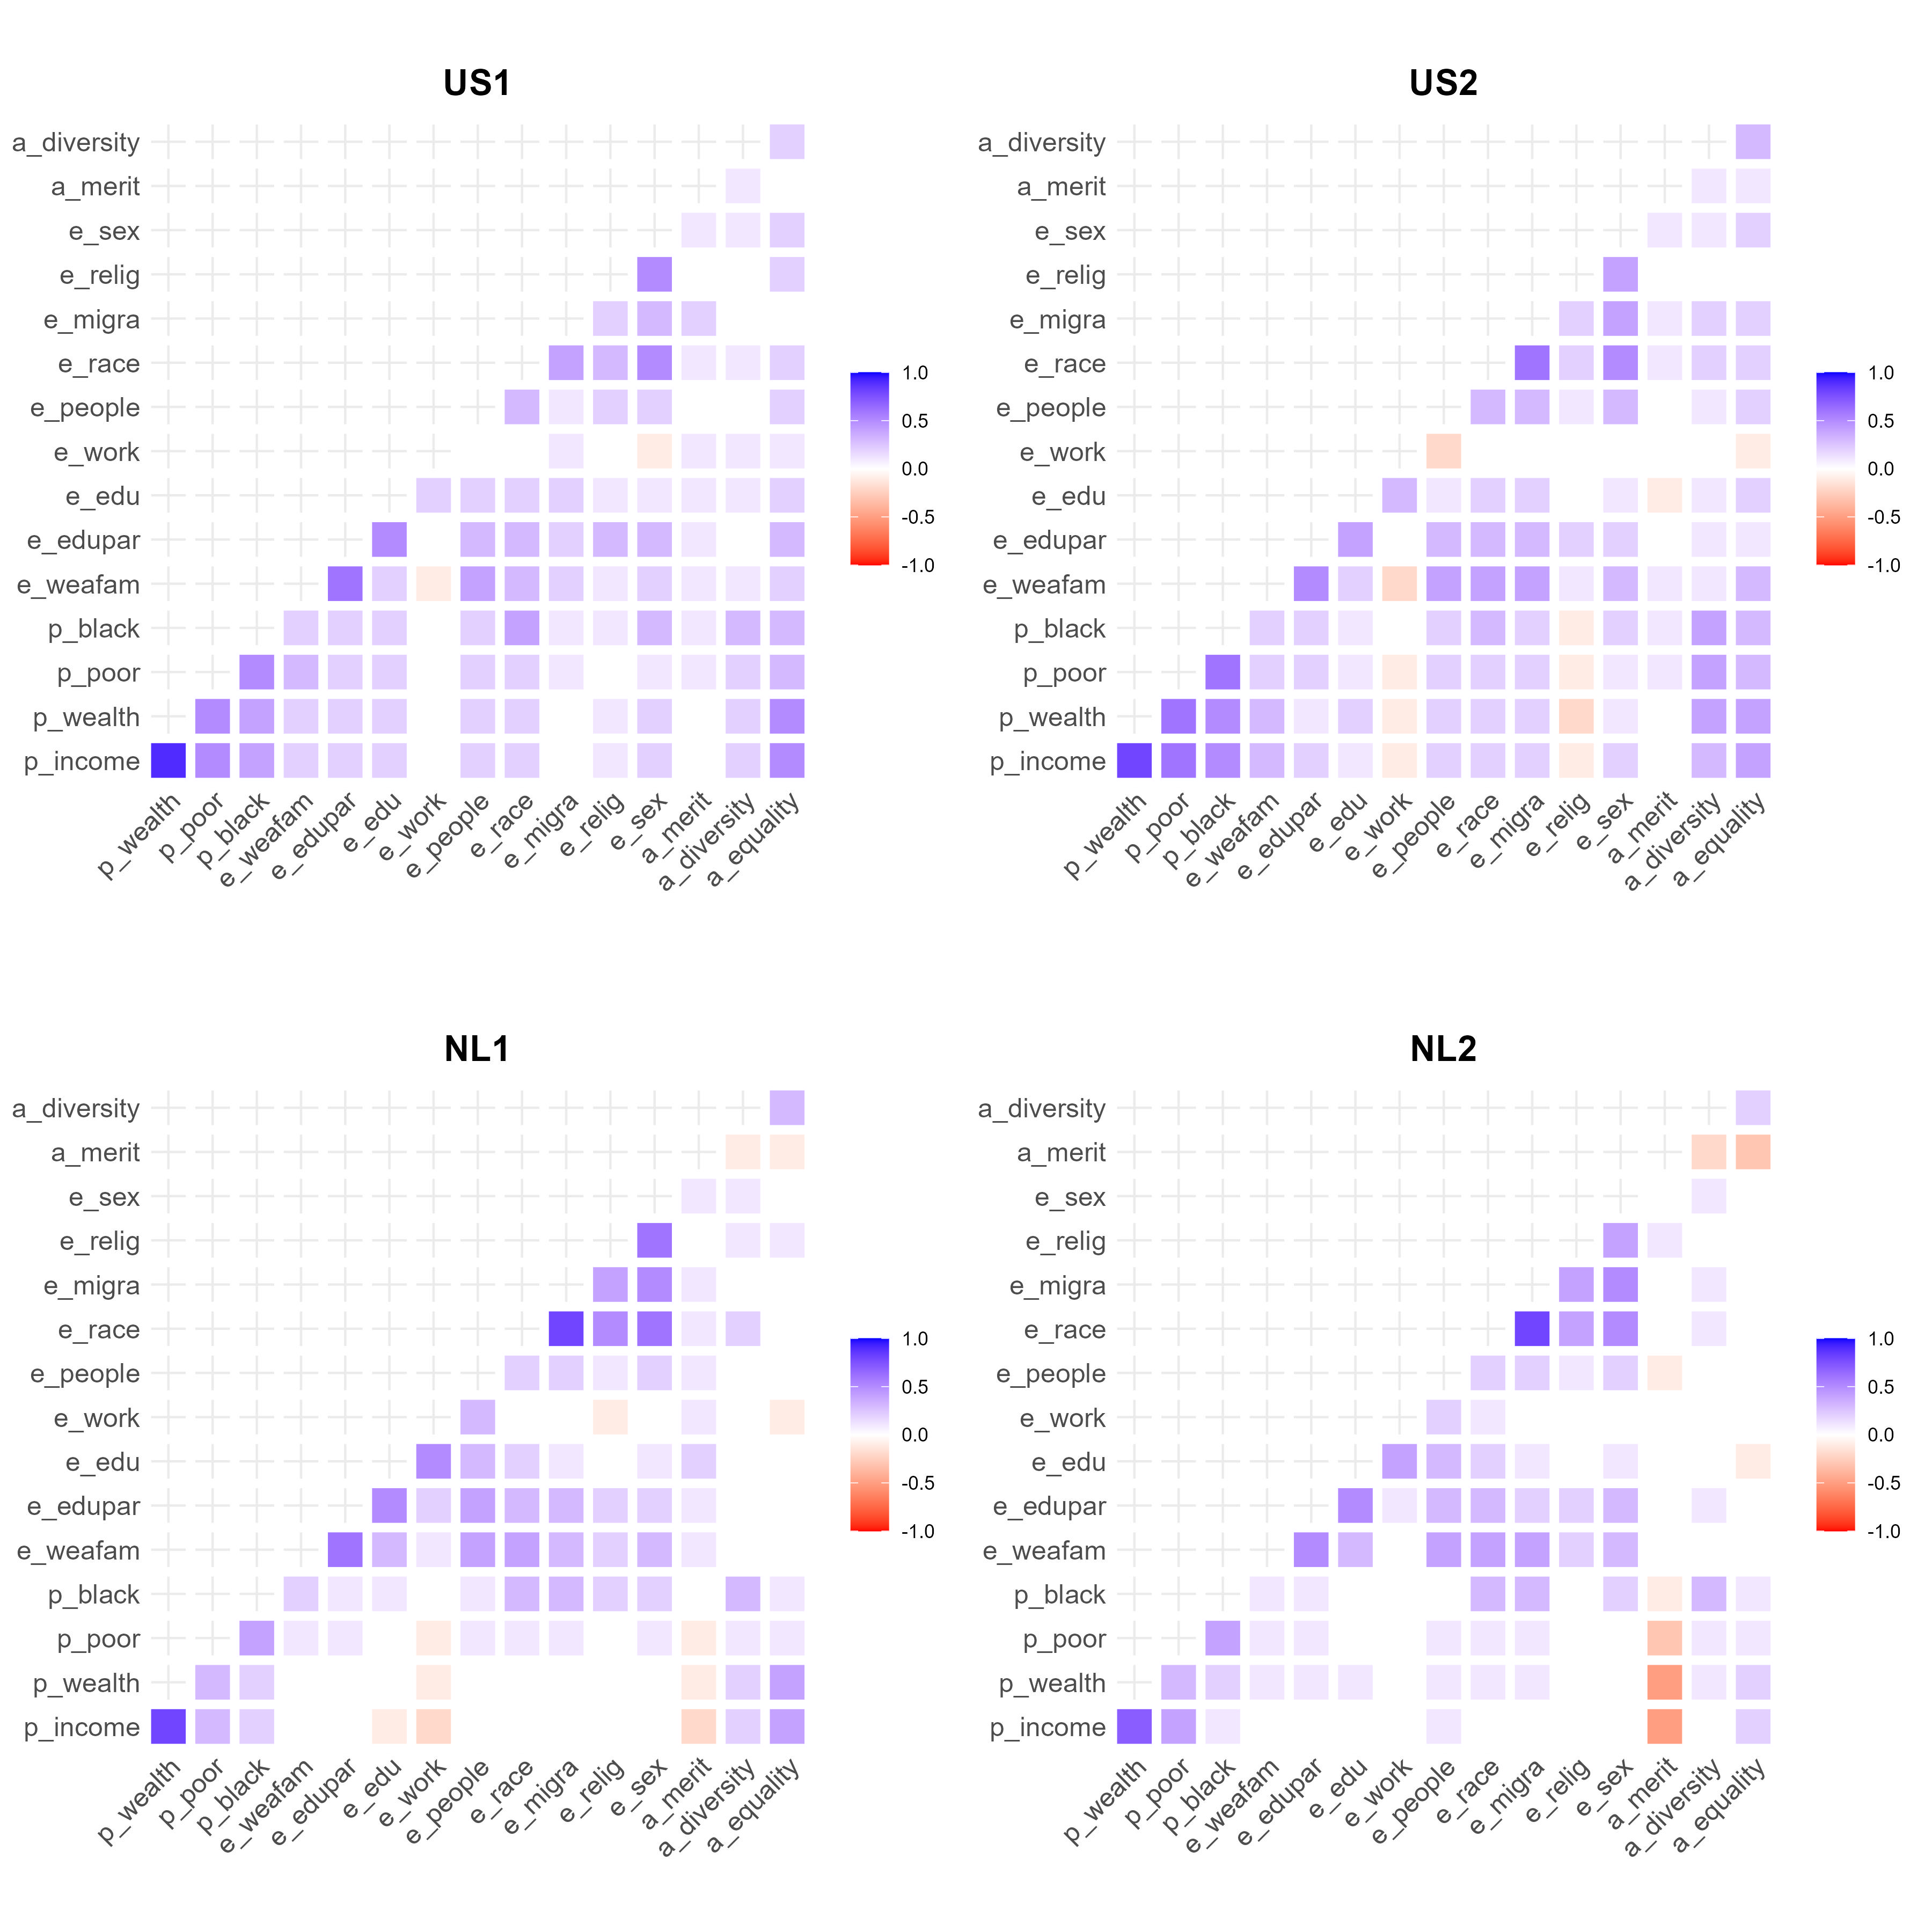 US1
a_diversity
a_merit
e_sex
e_relig
e_migra
e_race
e_people
e_work
e_edu
e_edupar
e_weafam
p_black
p_poor
p_wealth
p_income
p_wealth
p_poor
p_black
e_weafam
e_edupar
e_edu
e_work
e_people
e_race
e_migra
e_relig
e_sex
a_merit
a_diversity
a_equality
1.0
0.5
0.0
-0.5
-1.0
US2
a_diversity
a_merit
e_sex
e_relig
e_migra
e_race
e_people
e_work
e_edu
e_edupar
e_weafam
p_black
p_poor
p_wealth
p_income
p_wealth
p_poor
p_black
e_weafam
e_edupar
e_edu
e_work
e_people
e_race
e_migra
e_relig
e_sex
a_merit
a_diversity
a_equality
1.0
0.5
0.0
-0.5
-1.0
NL1
a_diversity
a_merit
e_sex
e_relig
e_migra
e_race
e_people
e_work
e_edu
e_edupar
e_weafam
p_black
p_poor
p_wealth
p_income
p_wealth
p_poor
p_black
e_weafam
e_edupar
e_edu
e_work
e_people
e_race
e_migra
e_relig
e_sex
a_merit
a_diversity
a_equality
1.0
0.5
0.0
-0.5
-1.0
NL2
a_diversity
a_merit
e_sex
e_relig
e_migra
e_race
e_people
e_work
e_edu
e_edupar
e_weafam
p_black
p_poor
p_wealth
p_income
p_wealth
p_poor
p_black
e_weafam
e_edupar
e_edu
e_work
e_people
e_race
e_migra
e_relig
e_sex
a_merit
a_diversity
a_equality
1.0
0.5
0.0
-0.5
-1.0